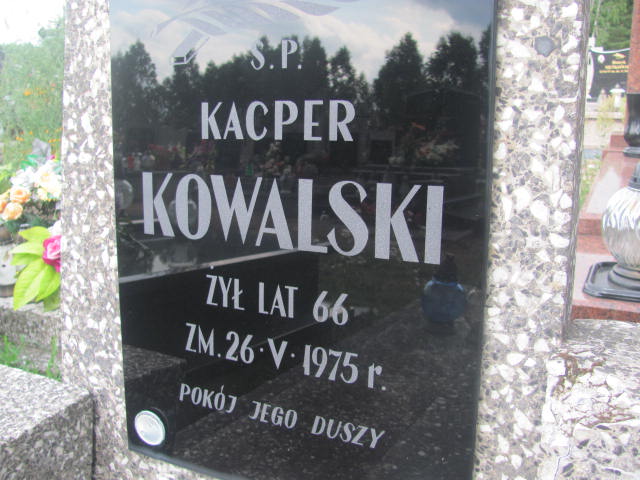 Ś.P.
KACPER
KOWALSKI
ŻYŁ LAT 66
ZM. 26·V·1975 r.
POKÓJ JEGO DUSZY